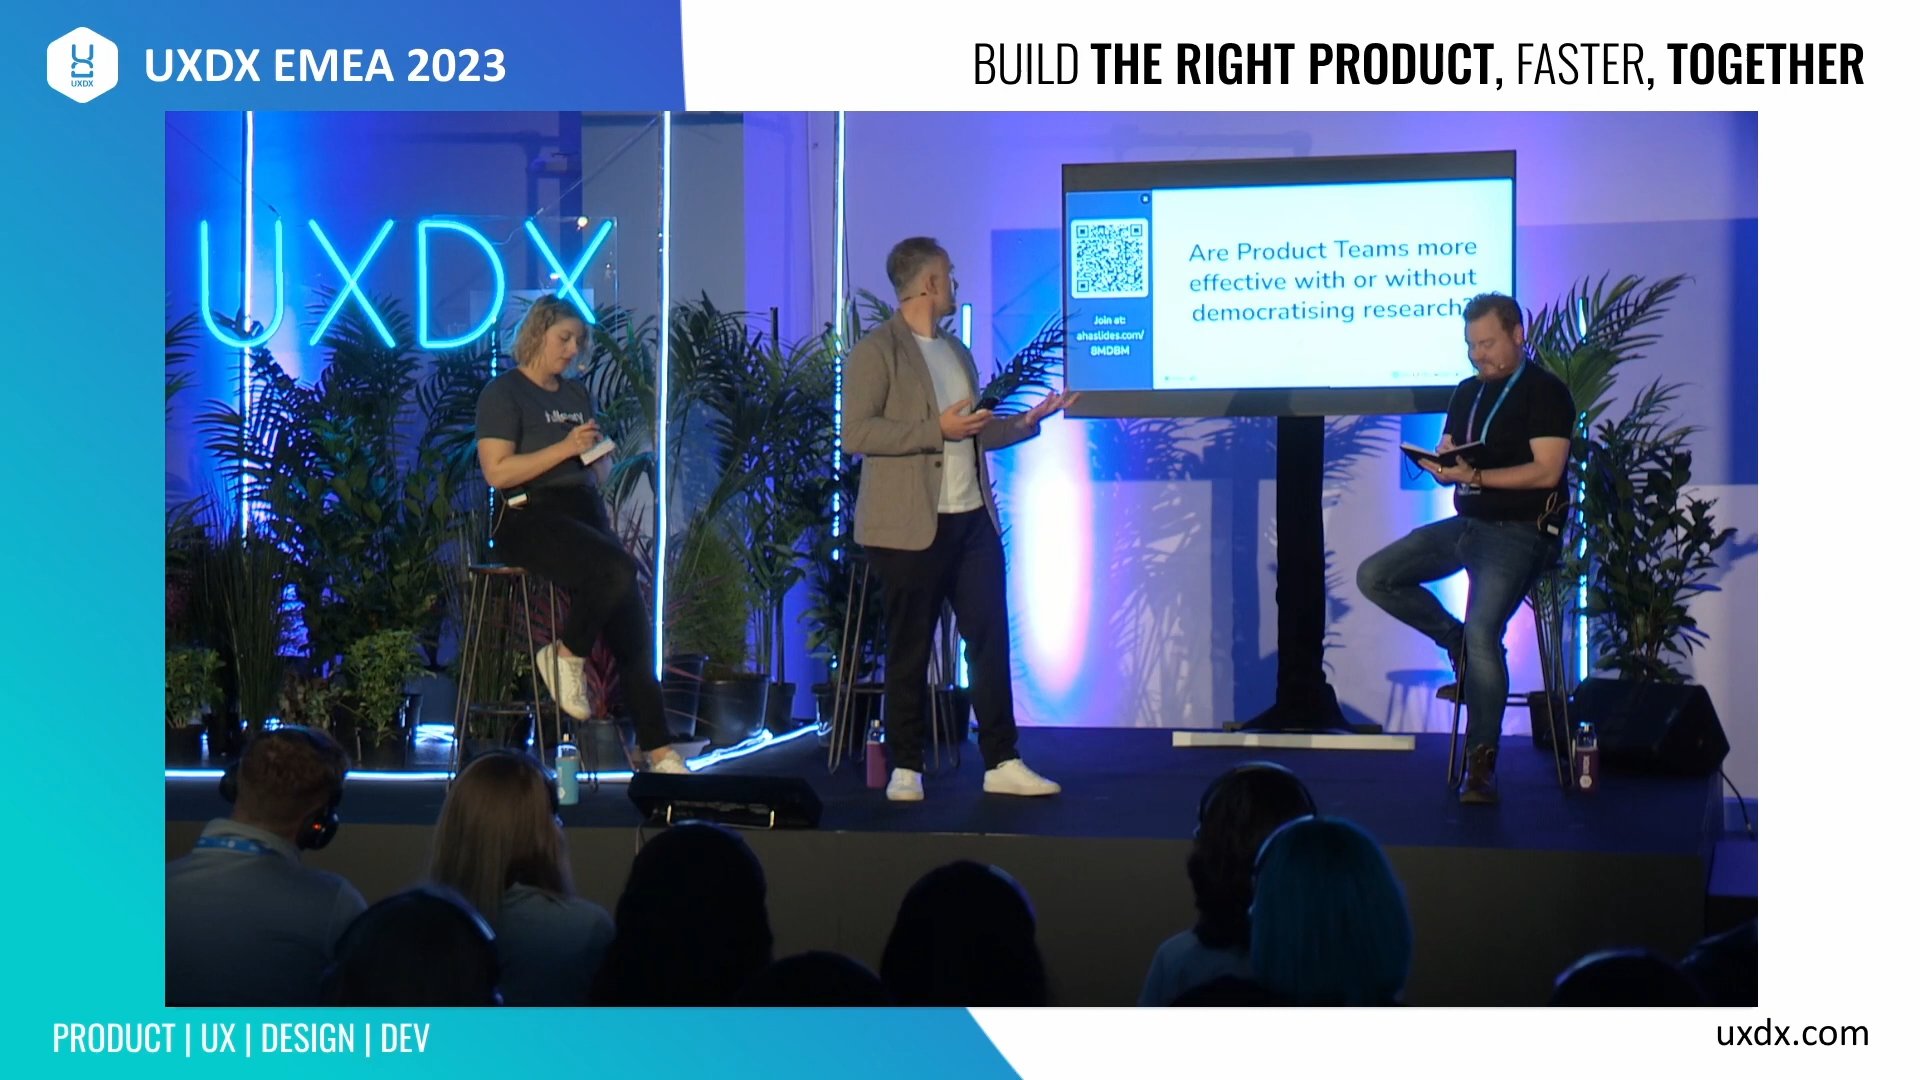 UXDX
UXDX EMEA 2023
BUILD THE RIGHT PRODUCT, FASTER, TOGETHER
UXDX
Are Product Teams more
effective with or without
democratising research?
Join at:
ahaslides.com/
8MDBM
PRODUCT | UX | DESIGN | DEV
uxdx.com